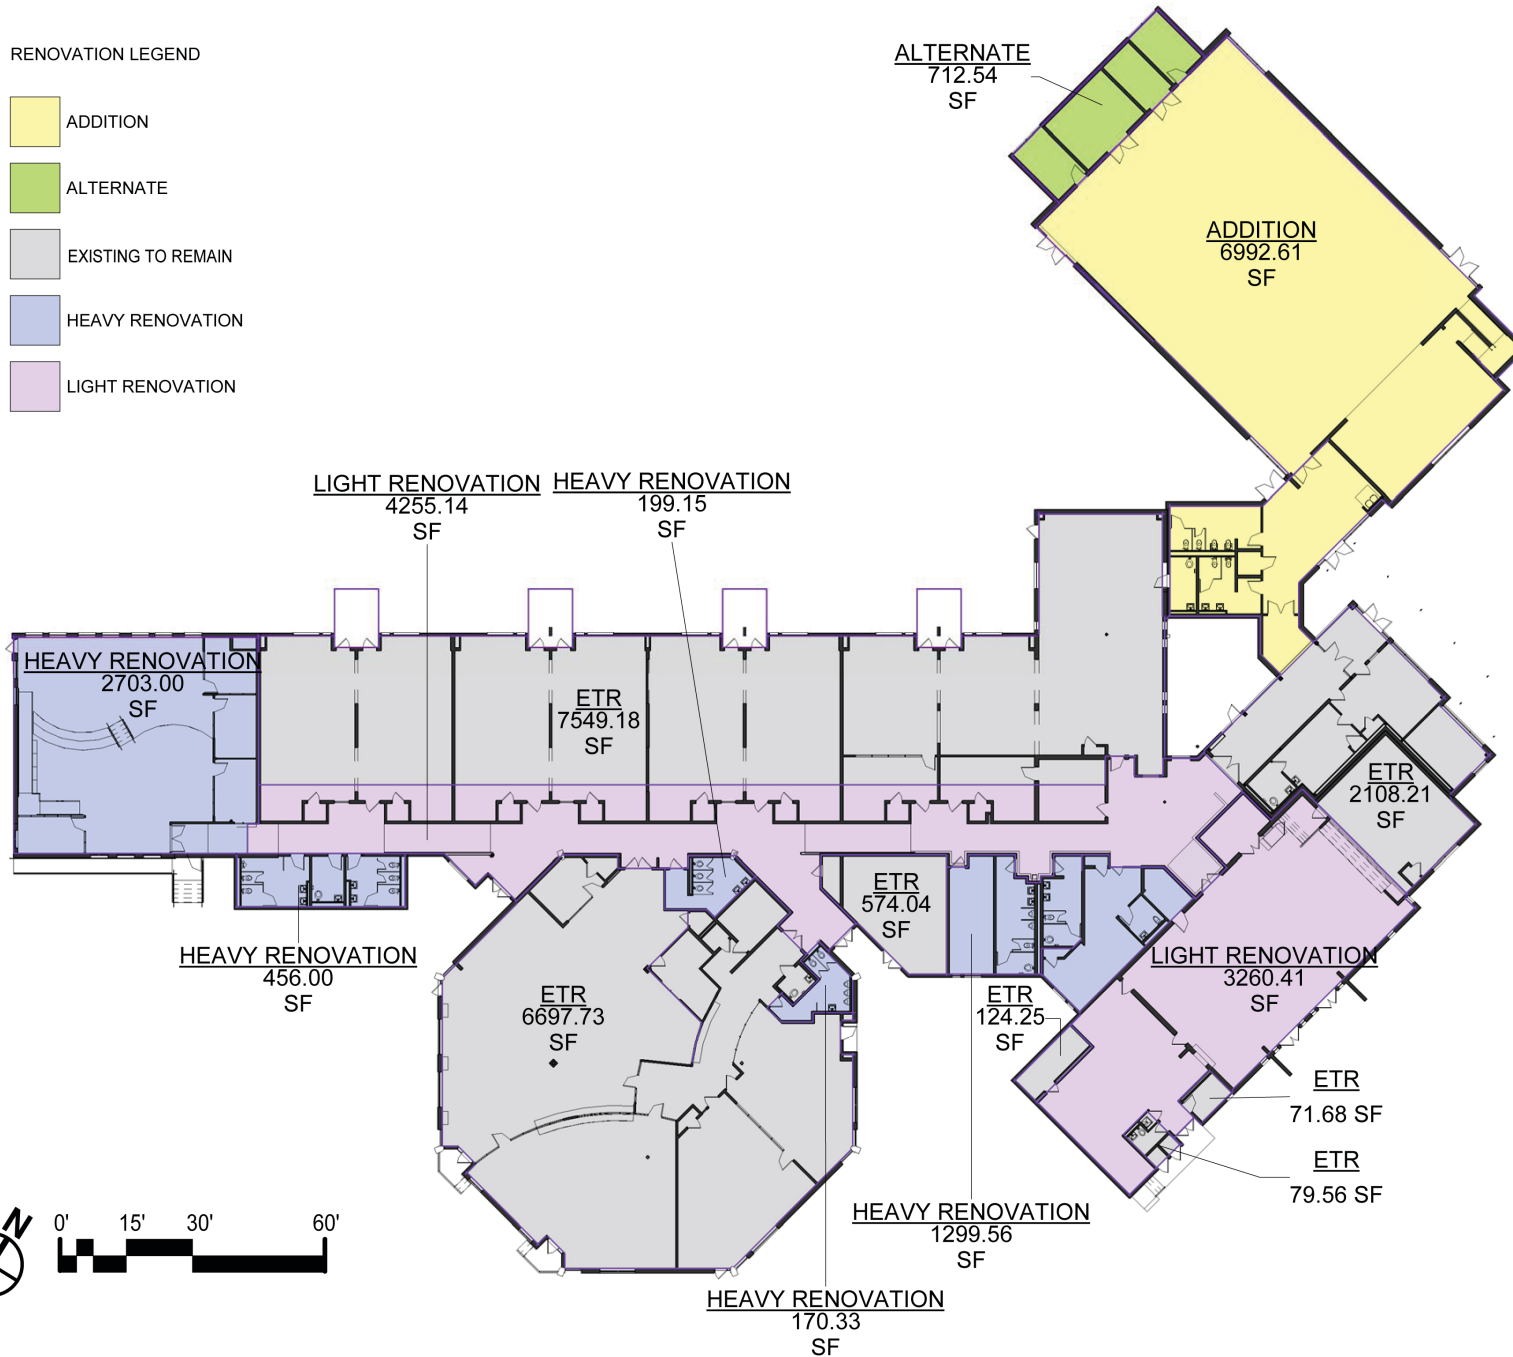 RENOVATION LEGEND
ADDITION
ALTERNATE
EXISTING TO REMAIN
HEAVY RENOVATION
LIGHT RENOVATION
ALTERNATE
712.54
SF
ADDITION
6992.61
SF
LIGHT RENOVATION
4255.14
SF
HEAVY RENOVATION
199.15
SF
HEAVY RENOVATION
2703.00
SF
ETR
7549.18
SF
ETR
2108.21
SF
ETR
574.04
SF
HEAVY RENOVATION
456.00
SF
LIGHT RENOVATION
3260.41
SF
ETR
6697.73
SF
ETR
124.25
SF
ETR
71.68 SF
ETR
79.56 SF
HEAVY RENOVATION
1299.56
SF
HEAVY RENOVATION
170.33
SF
N
0' 15' 30' 60'